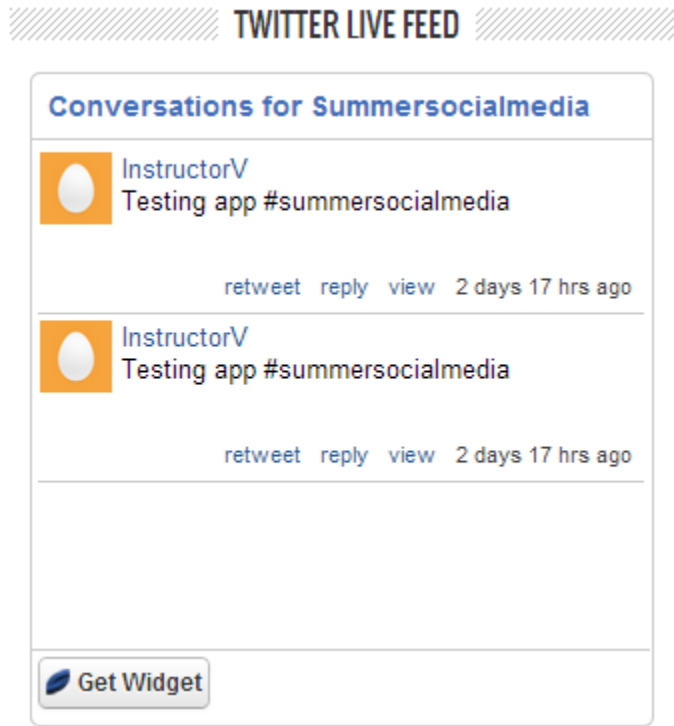 TWITTER LIVE FEED
Conversations for Summersocialmedia
InstructorV
Testing app #summersocialmedia
retweet reply view 2 days 17 hrs ago
InstructorV
Testing app #summersocialmedia
retweet reply view 2 days 17 hrs ago
Get Widget